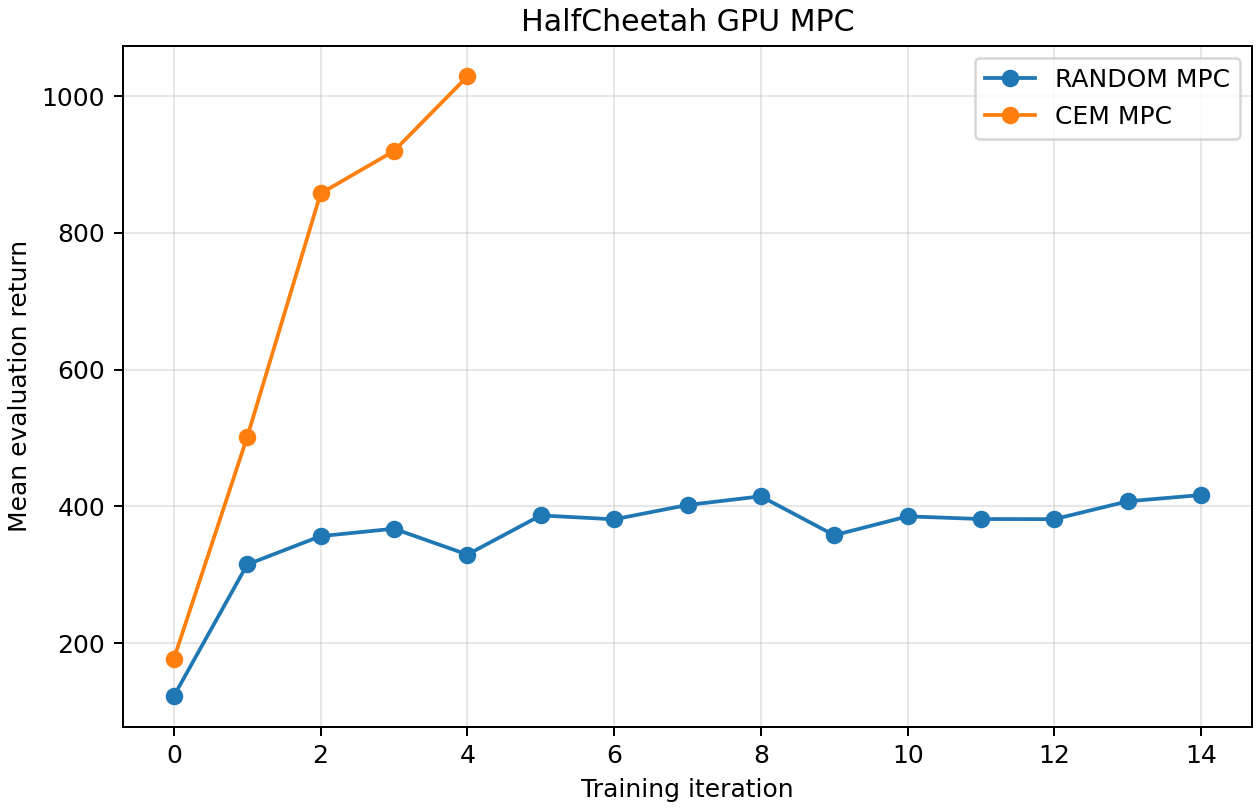 HalfCheetah GPU MPC
RANDOM MPC
CEM MPC
Mean evaluation return
1000
800
600
400
200
0 2 4 6 8 10 12 14
Training iteration